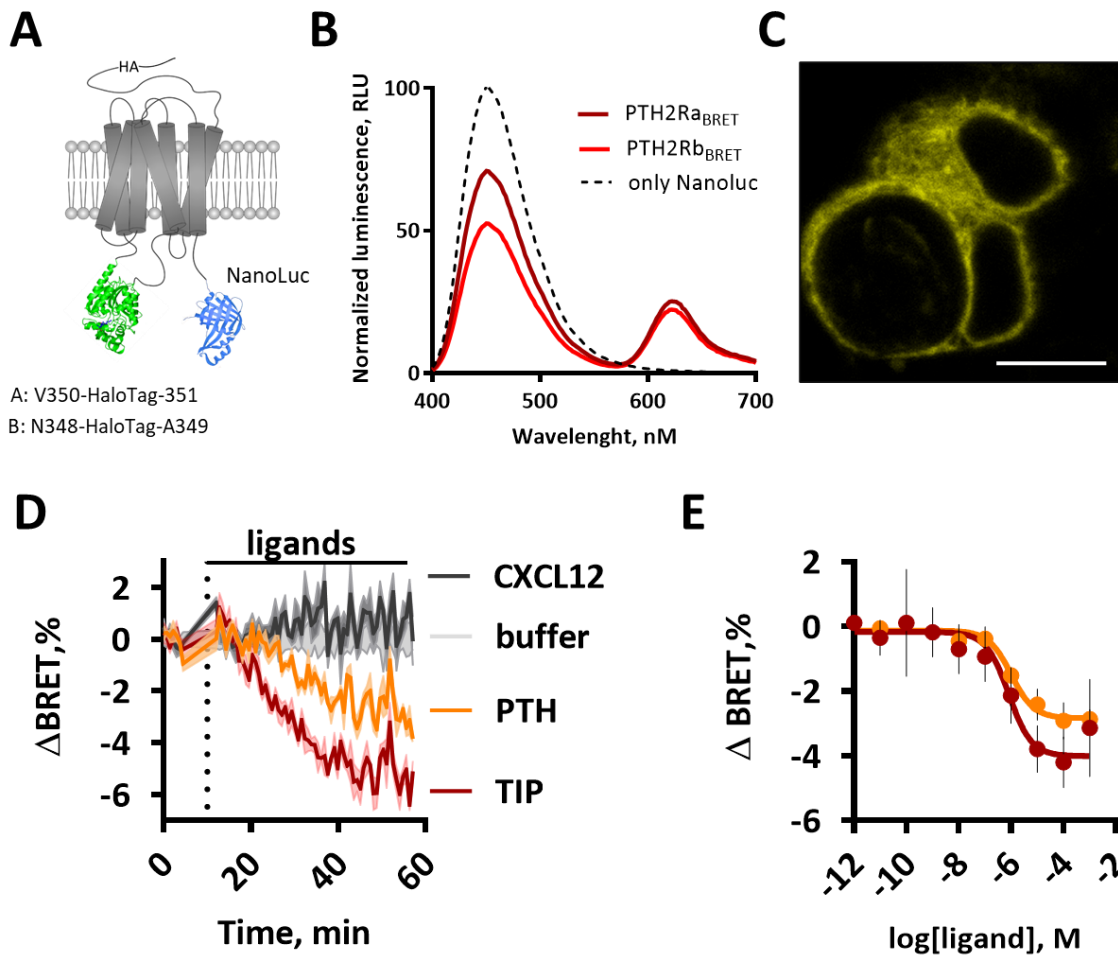 A
HA
NanoLuc
A: V350-HaloTag-351
B: N348-HaloTag-A349
B
Normalized luminescence, RLU
100
50
0
400 500 600 700
Wavelenght, nM
PTH2RaBRET
PTH2RbBRET
only Nanoluc
C
D
ligands
ΔBRET,%
2
0
-2
-4
-6
0 20 40 60
Time, min
CXCL12
buffer
PTH
TIP
E
Δ BRET,%
2
0
-2
-4
-6
-12 -10 -8 -6 -4 -2
log[ligand], M